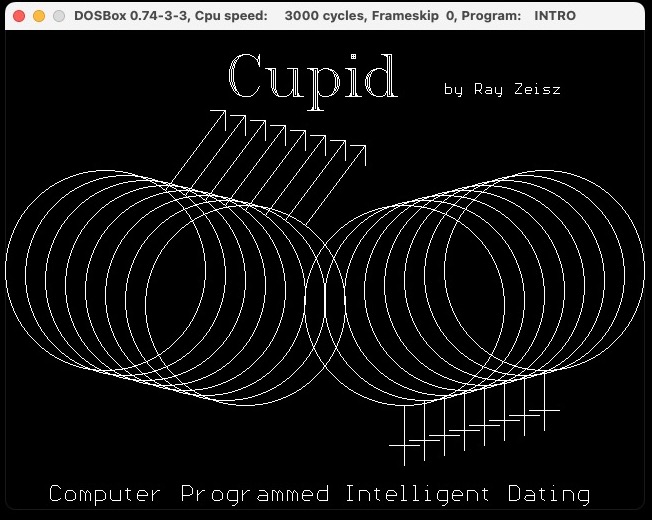 DOSBox 0.74-3-3, Cpu speed: 3000 cycles, Frameskip 0, Program: INTRO
Cupid by Ray Zeisz
Computer Programmed Intelligent Dating